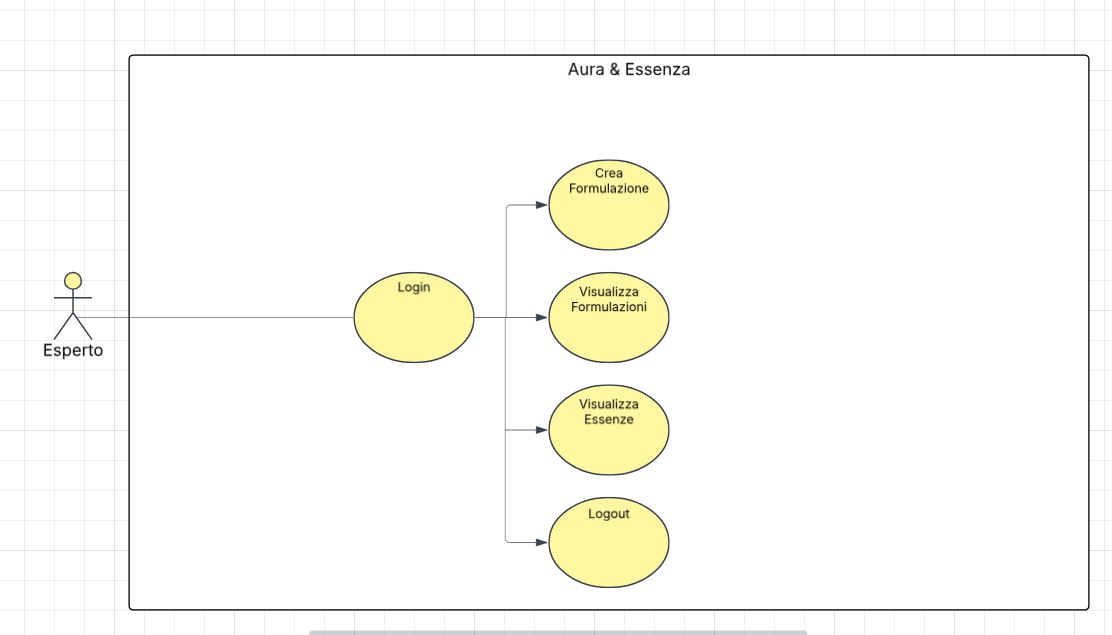 Aura & Essenza
Crea
Formulazione
Login
Visualizza
Formulazioni
Esperto
Visualizza
Essenze
Logout